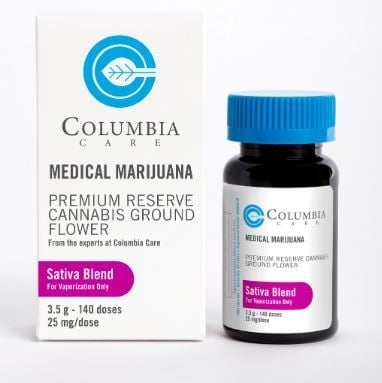 COLUMBIA
CARE
MEDICAL MARIJUANA
PREMIUM RESERVE
CANNABIS GROUND
FLOWER
From the experts at Columbia Care
Sativa Blend
For Vaporization Only
3.5 g - 140 doses
25 mg/dose
COLUMBIA
CARE
MEDICAL MARIJUANA
PREMIUM RESERVE CANNABIS
GROUND FLOWER
Sativa Blend
For Vaporization Only
3.5 g - 140 doses
25 mg/dose